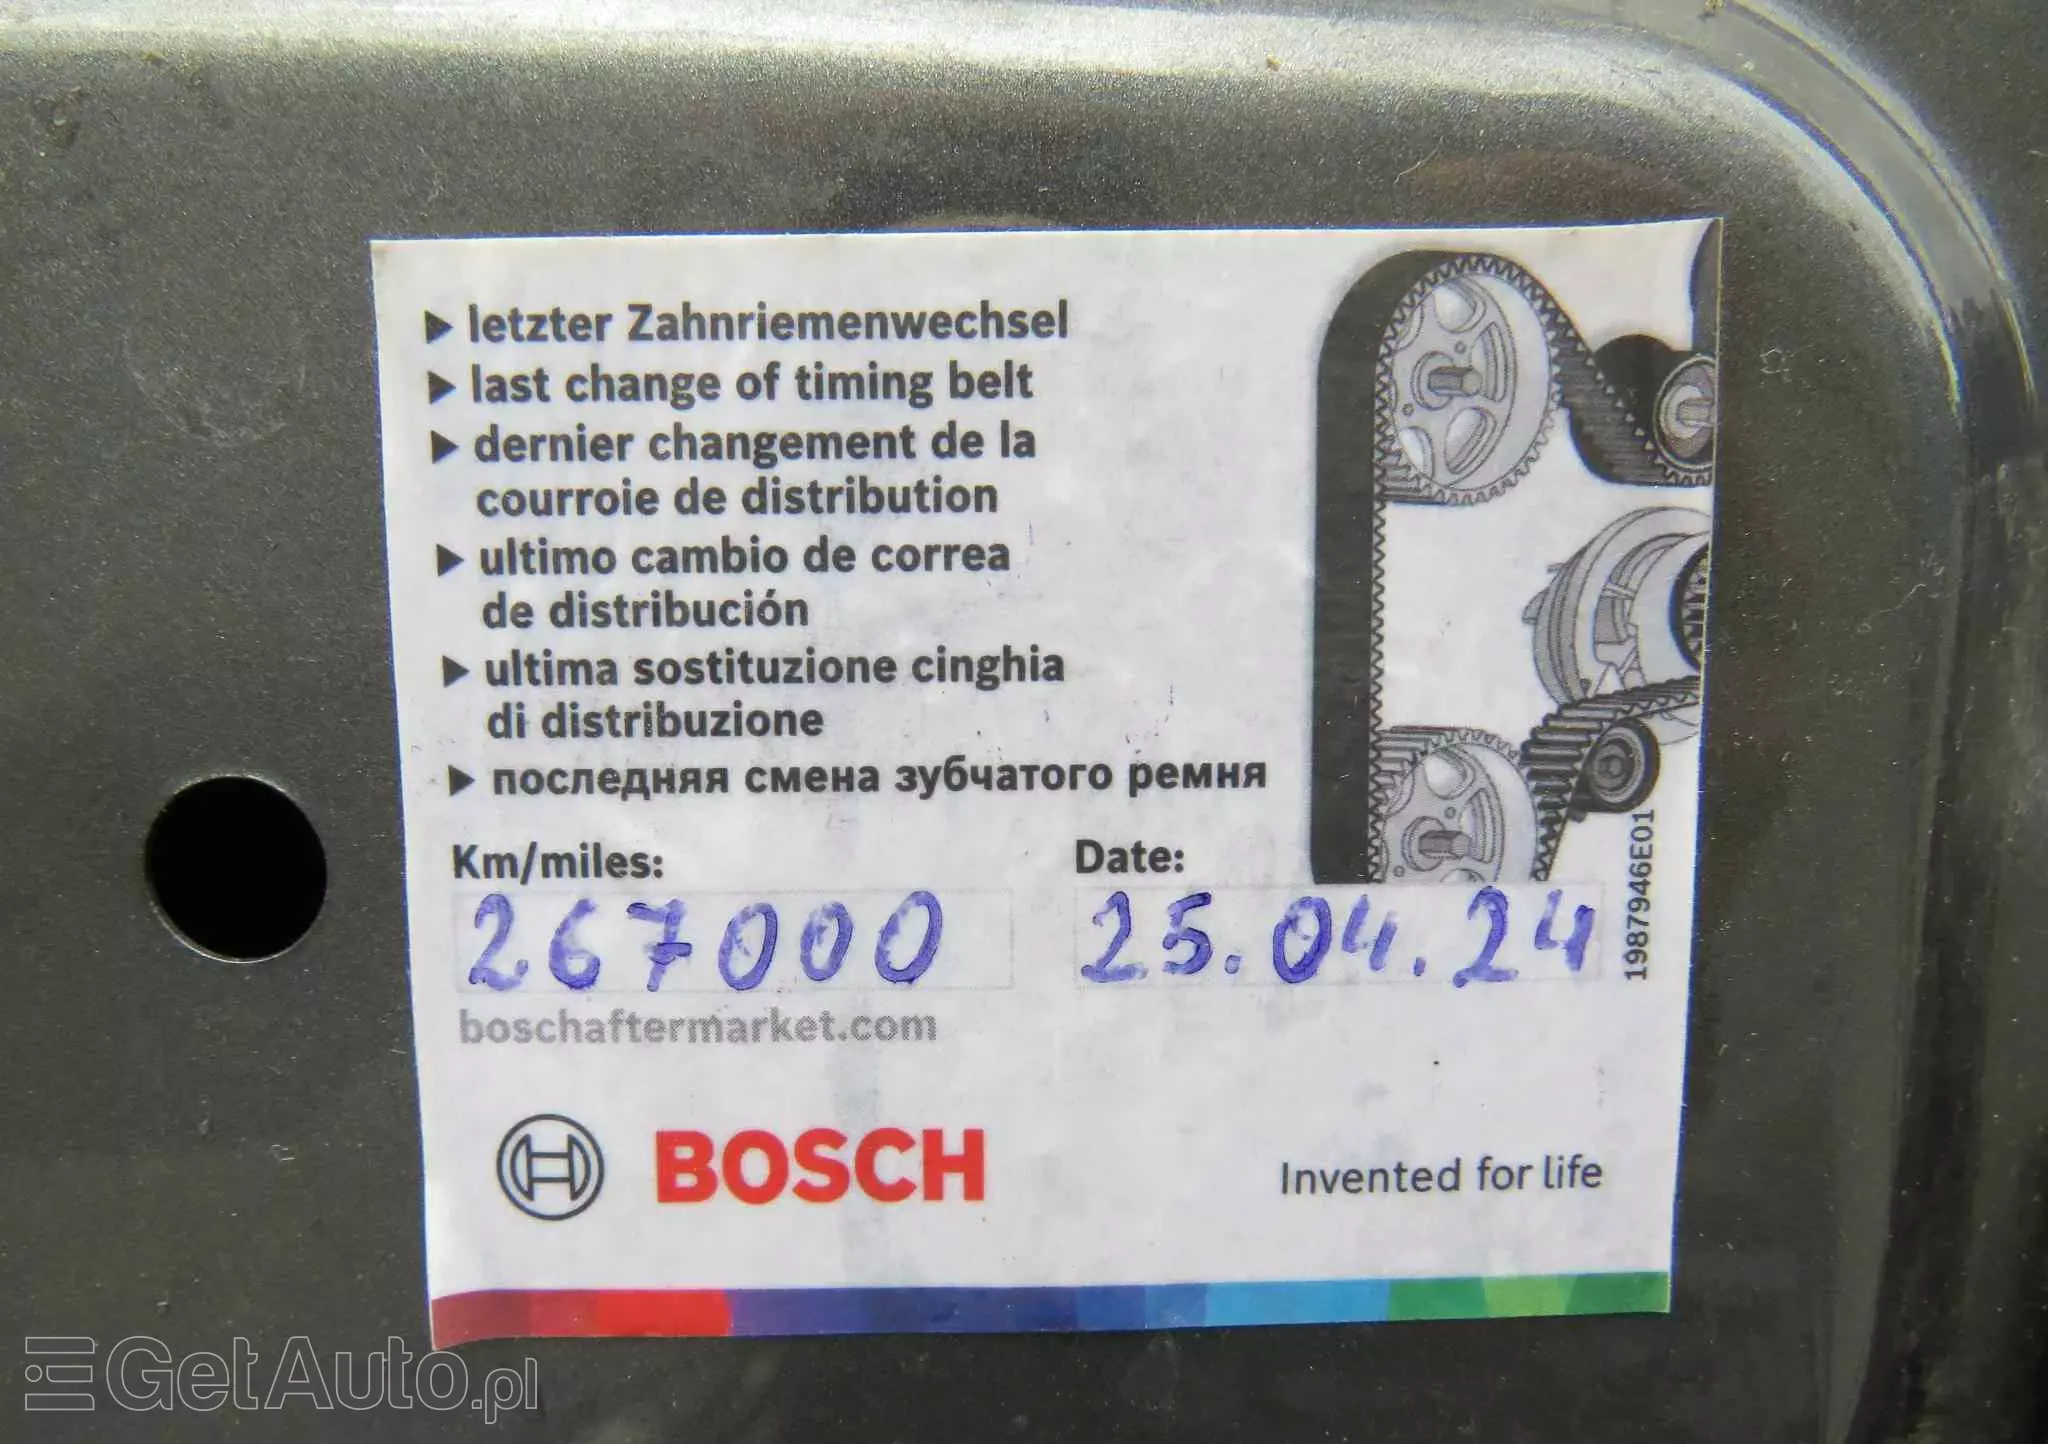 ▶ letzter Zahnriemenwechsel
▶ last change of timing belt
▶ dernier changement de la
courroie de distribution
▶ ultimo cambio de correa
de distribución
▶ ultima sostituzione cinghia
di distribuzione
▶ последняя смена зубчатого ремня
Km/miles:
267000
Date:
25.04.24
1987946E01
boschaftermarket.com
BOSCH
Invented for life
GetAuto.pl